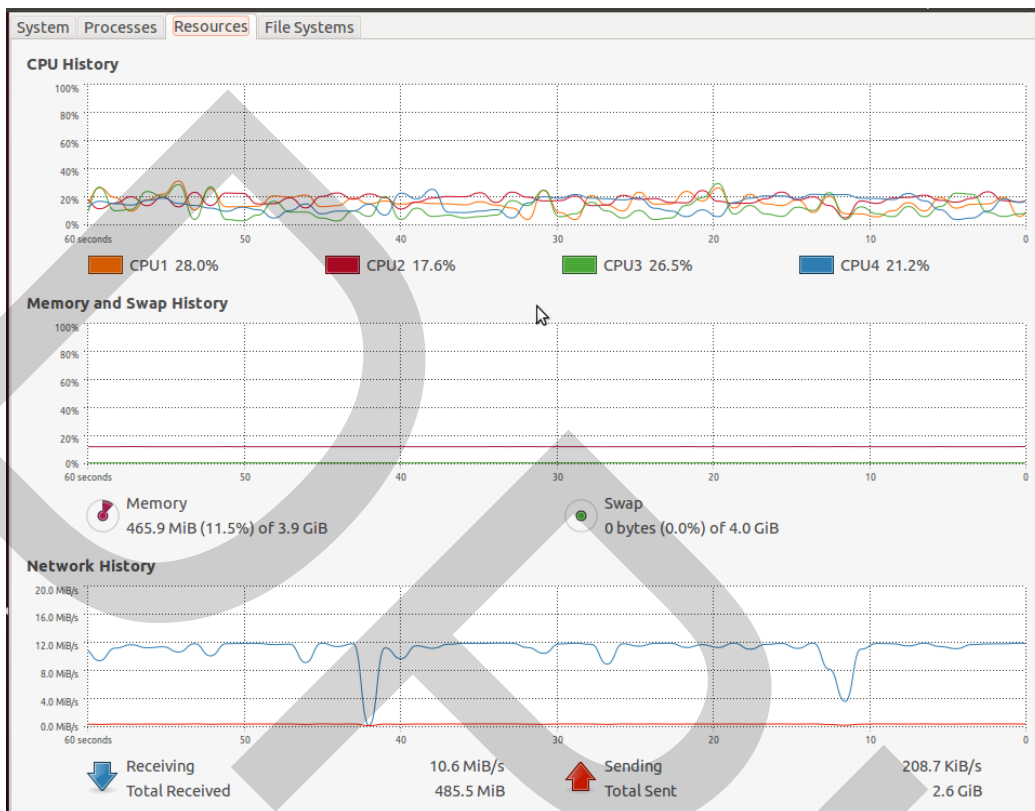 System Processes Resources File Systems
CPU History
100%
80%
60%
40%
20%
0%
60 seconds 50 40 30 20 10 0
CPU1 28.0% CPU2 17.6% CPU3 26.5% CPU4 21.2%
Memory and Swap History
100%
80%
60%
40%
20%
0%
60 seconds 50 40 30 20 10 0
Memory Swap
465.9 MiB (11.5%) of 3.9 GiB 0 bytes (0.0%) of 4.0 GiB
Network History
20.0 MiB/s
16.0 MiB/s
12.0 MiB/s
8.0 MiB/s
4.0 MiB/s
0.0 MiB/s
60 seconds 50 40 30 20 10 0
Receiving 10.6 MiB/s Sending 208.7 KiB/s
Total Received 485.5 MiB Total Sent 2.6 GiB